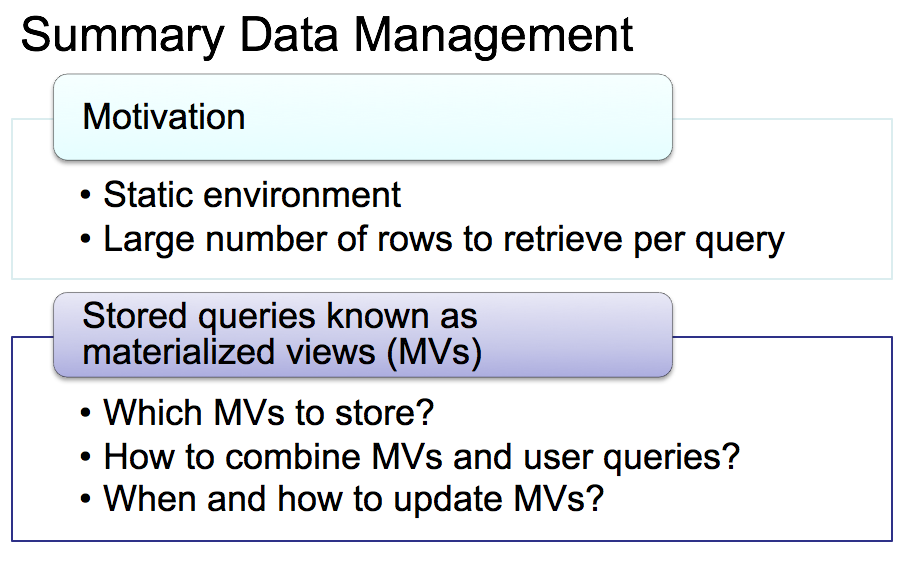 Summary Data Management
Motivation
• Static environment
• Large number of rows to retrieve per query
Stored queries known as
materialized views (MVs)
• Which MVs to store?
• How to combine MVs and user queries?
• When and how to update MVs?